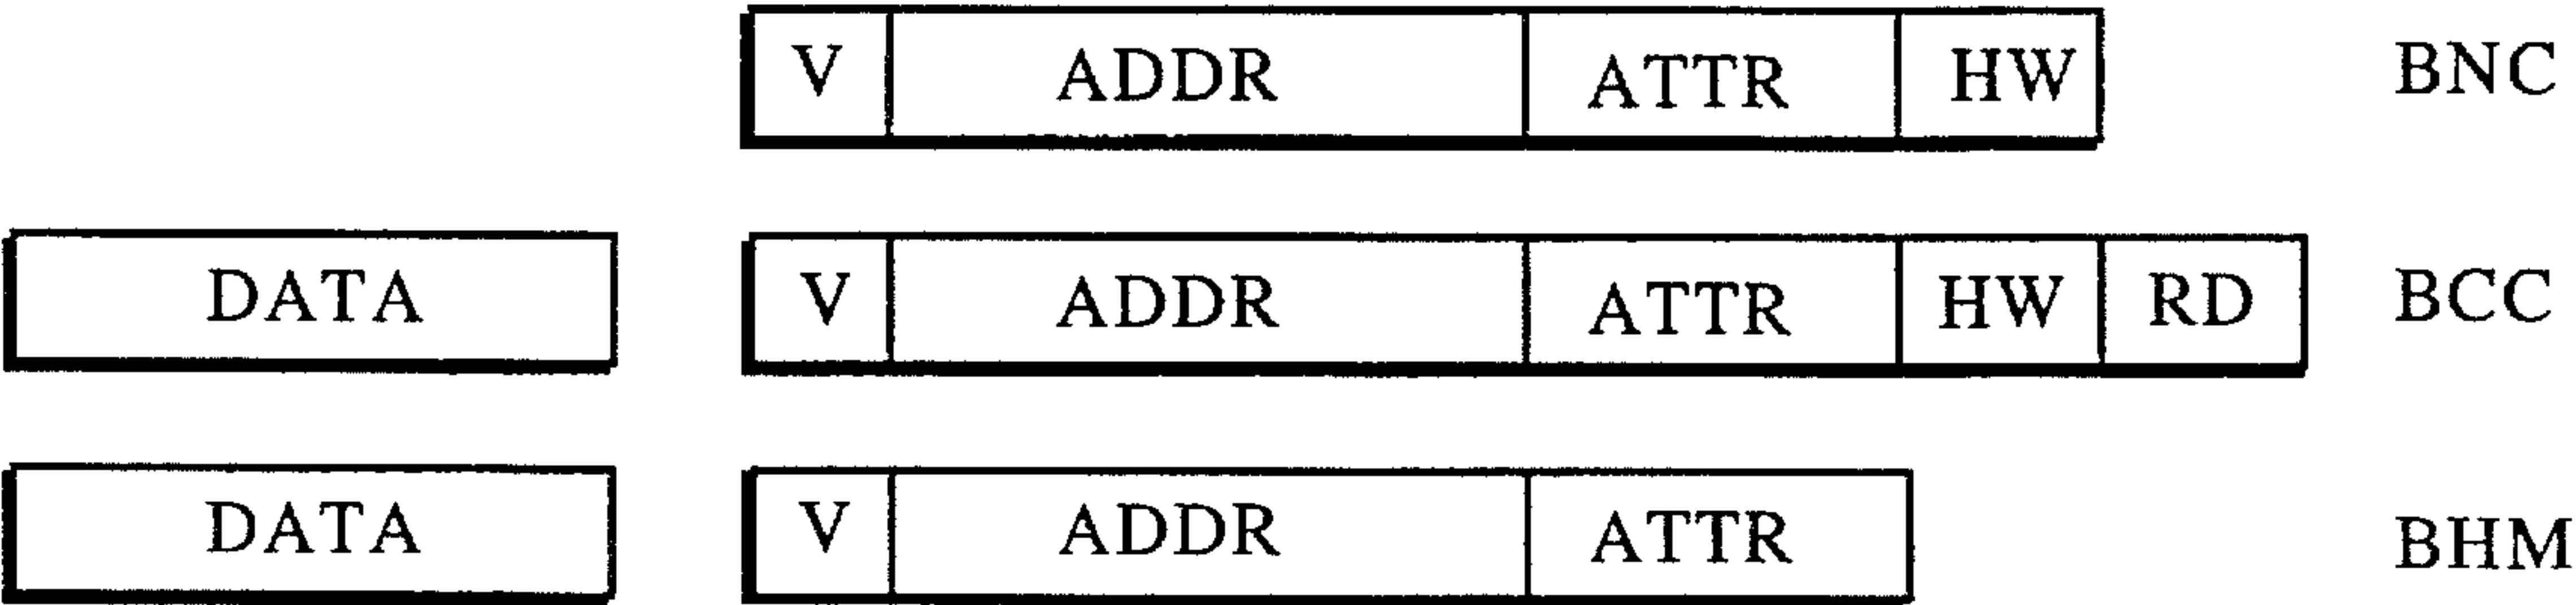 V ADDR ATTR HW BNC
DATA V ADDR ATTR HW RD BCC
DATA V ADDR ATTR BHM